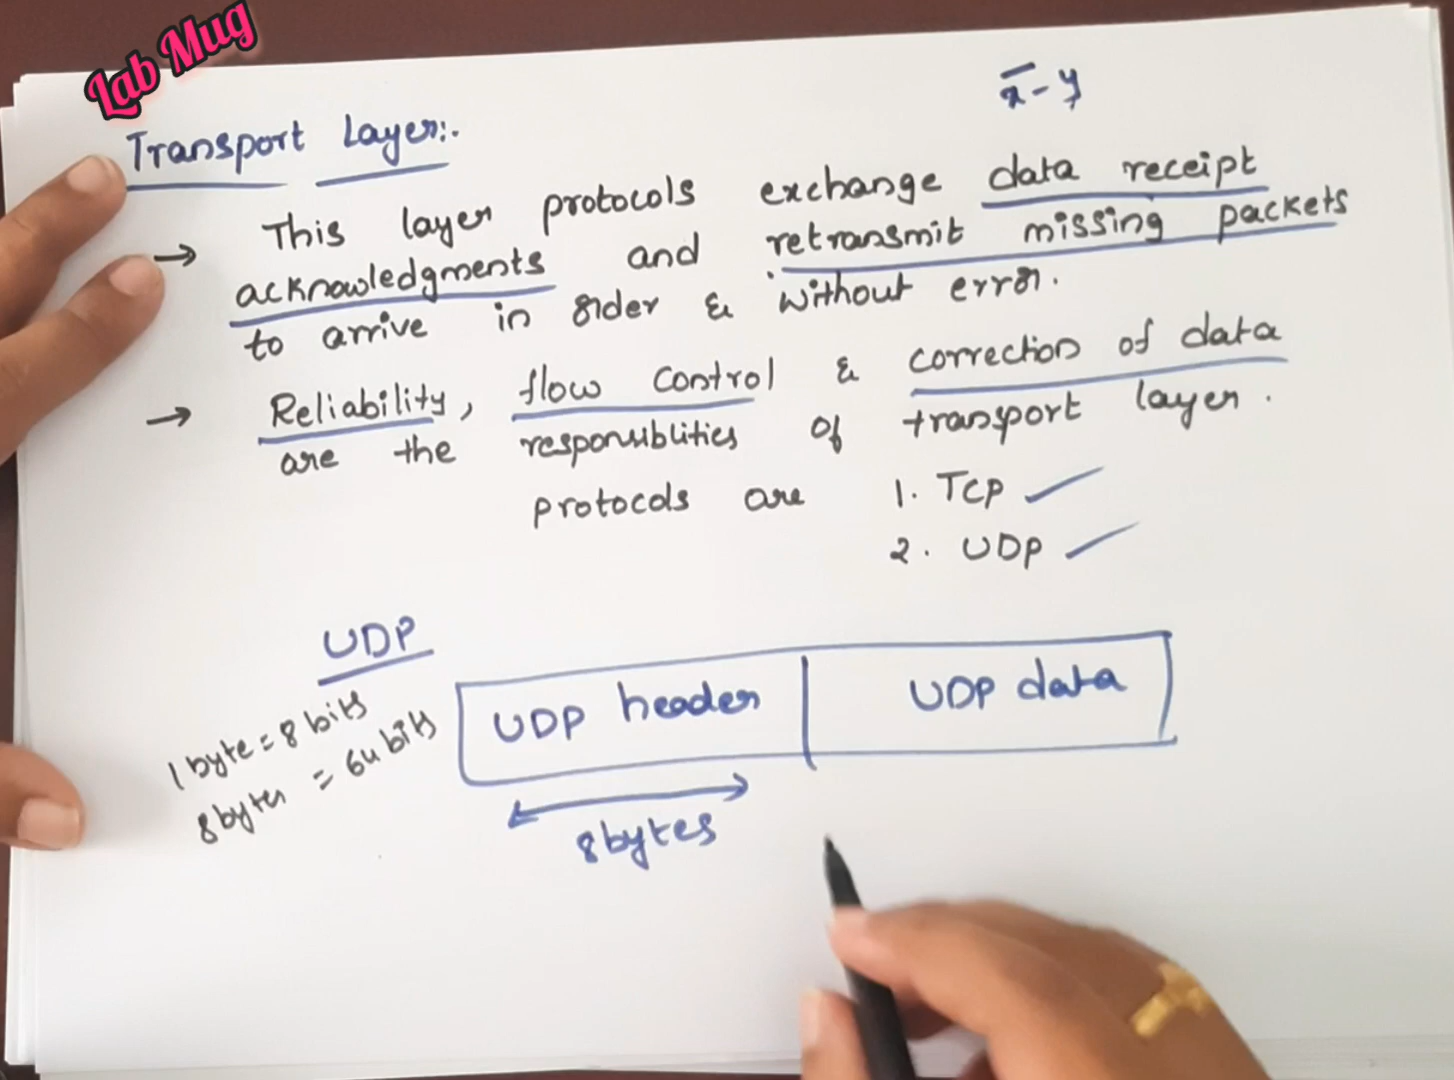 Lab Mug
x - y
Transport Layer:.
→ This layer protocols exchange data receipt
acknowledgments and retransmit missing packets
to arrive in order & without error.
→ Reliability, flow control & correction of data
are the responsiblities of transport layer.
protocols are 1. TCP ✓
2. UDP ✓
UDP
1 byte = 8 bits
8 bytes = 64 bits
UDP header UDP data
8 bytes